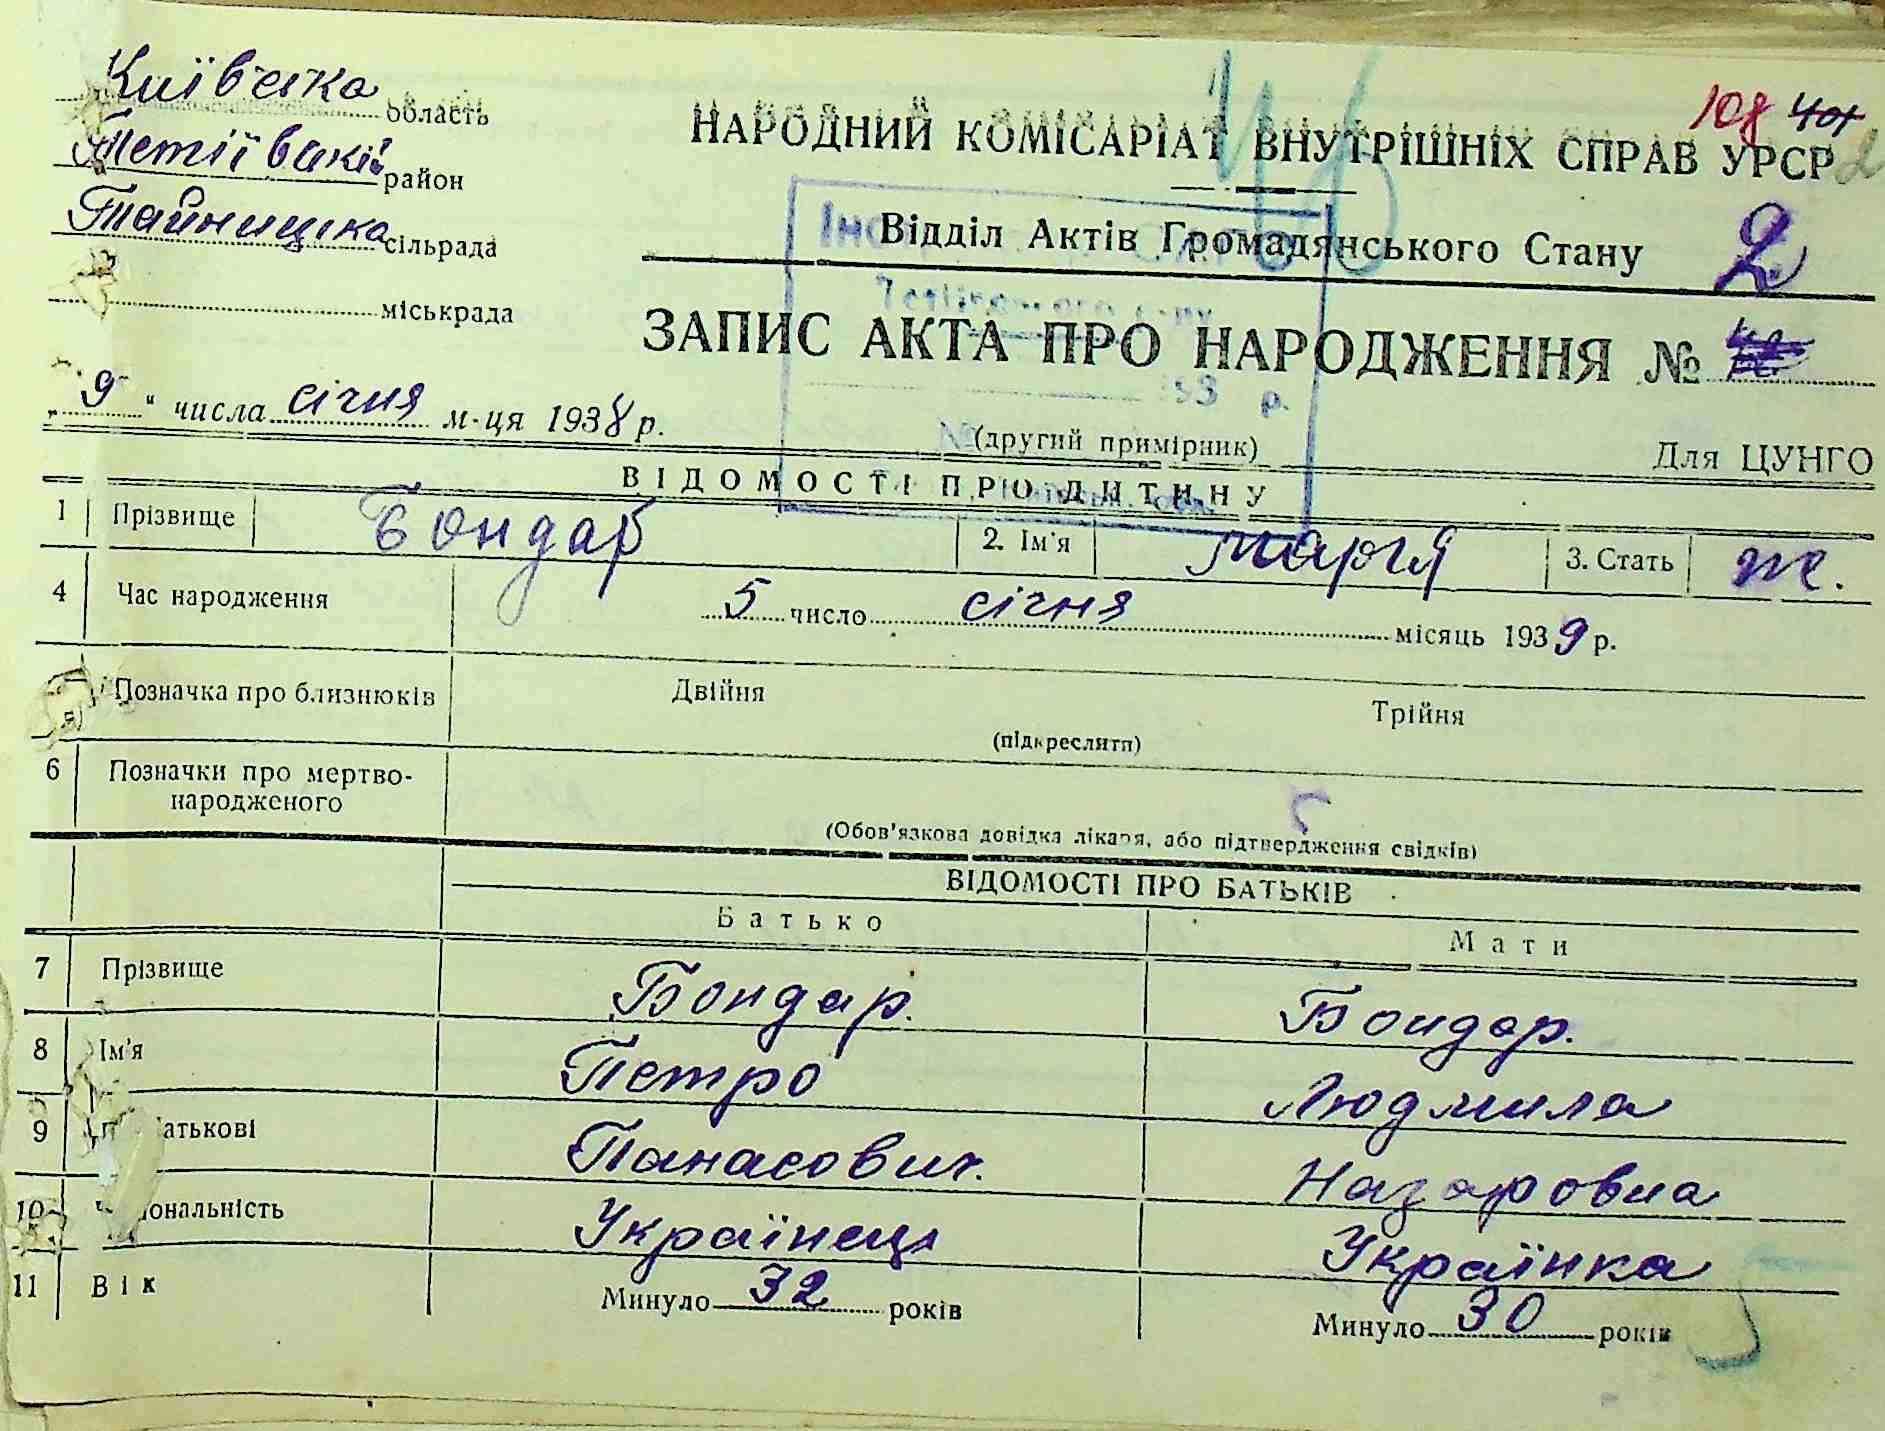 Київська область
Тетіївський район
Тайницька сільрада
міськрада
НАРОДНИЙ КОМІСАРІАТ ВНУТРІШНІХ СПРАВ УРСР
Відділ Актів Громадянського Стану
2
ЗАПИС АКТА ПРО НАРОДЖЕННЯ №
„9“ числа січня м-ця 1938 р.
(другий примірник)
Для ЦУНГО
ВІДОМОСТІ ПРО ДИТИНУ
1 Прізвище Бондар 2. Ім'я Марія 3. Стать ж.
4 Час народження 5 число січня місяць 1939 р.
Позначка про близнюків Двійня Трійня
(підкреслити)
6 Позначки про мертво-
народженого
(Обов'язкова довідка лікаря, або підтвердження свідків)
ВІДОМОСТІ ПРО БАТЬКІВ
Батько Мати
7 Прізвище Бондар. Бондар.
8 Ім'я Петро Людмила
9 батькові Панасович. Назаровна
10 ціональність Українець Українка
11 Вік Минуло 32 років Минуло 30 років